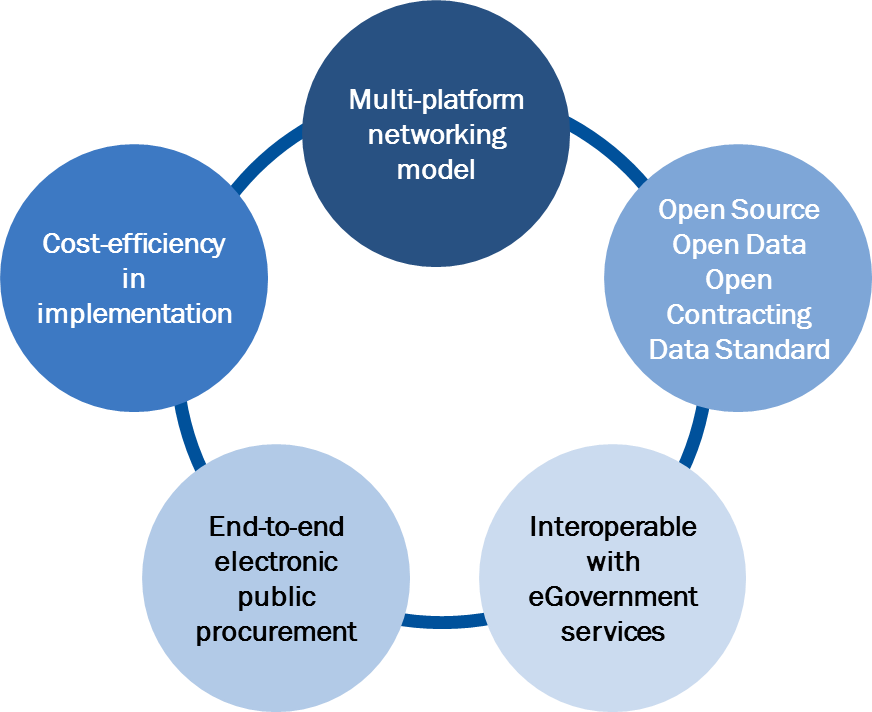 Multi-platform
networking
model
Open Source
Open Data
Open
Contracting
Data Standard
Interoperable
with
eGovernment
services
End-to-end
electronic
public
procurement
Cost-efficiency
in
implementation